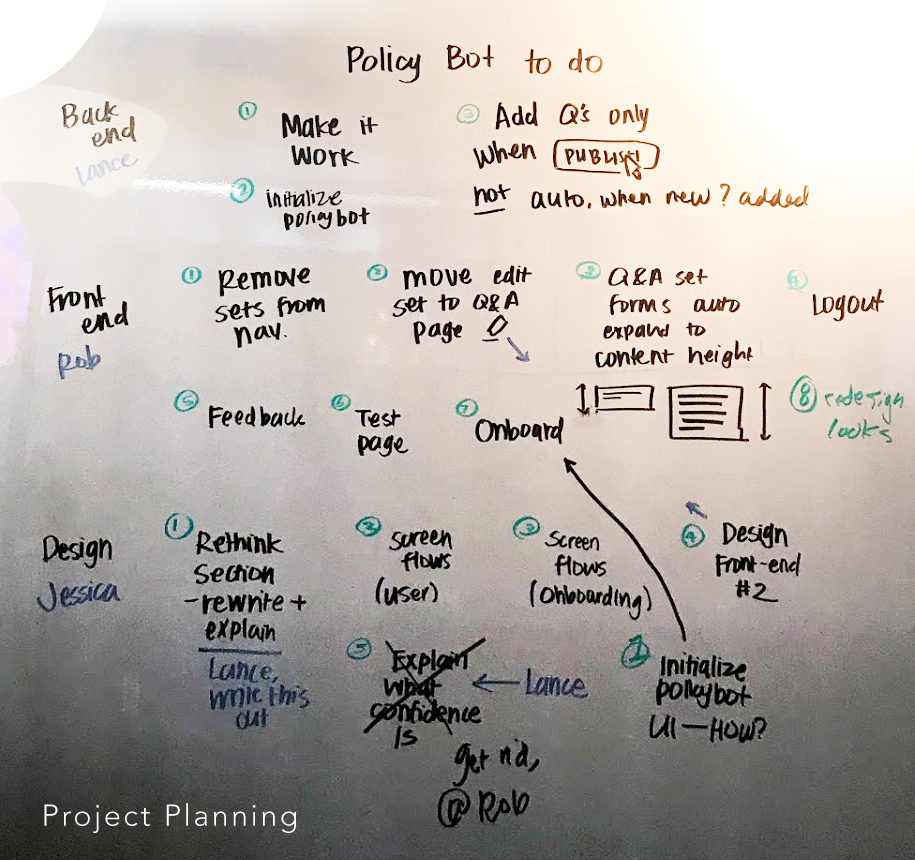 Policy Bot to do
Back
end
Lance
① Make it
work
② initialize
policybot
③ Add Q's only
when PUBLISH
not auto, when new ? added
Front
end
Rob
① Remove
sets from
nav.
② move edit
set to Q&A
page
③ Q&A set
forms auto
expand to
content height
④ Logout
⑤ Feedback
⑥ Test
page
⑦ Onboard
⑧ redesign
looks
Design
Jessica
① Rethink
section
-rewrite +
explain
Lance,
write this
out
② screen
flows
(user)
③ Screen
flows
(onboarding)
④ Design
Front-end
#2
⑤ Explain
what
confidence
is
← Lance
get rid,
@ Rob
Initialize
policybot
UI — HOW?
Project Planning